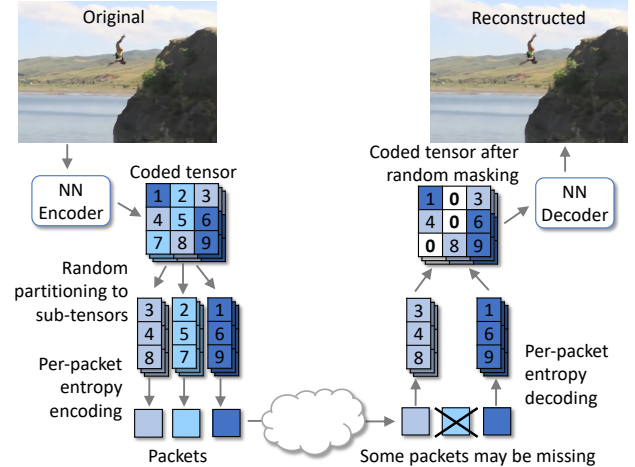 Original
Reconstructed
NN
Encoder
Coded tensor
1 2 3
4 5 6
7 8 9
Random
partitioning to
sub-tensors
3 2 1
4 5 6
8 7 9
Per-packet
entropy
encoding
Packets
Coded tensor after
random masking
1 0 3
4 0 6
0 8 9
NN
Decoder
3 1
4 6
8 9
Per-packet
entropy
decoding
Some packets may be missing